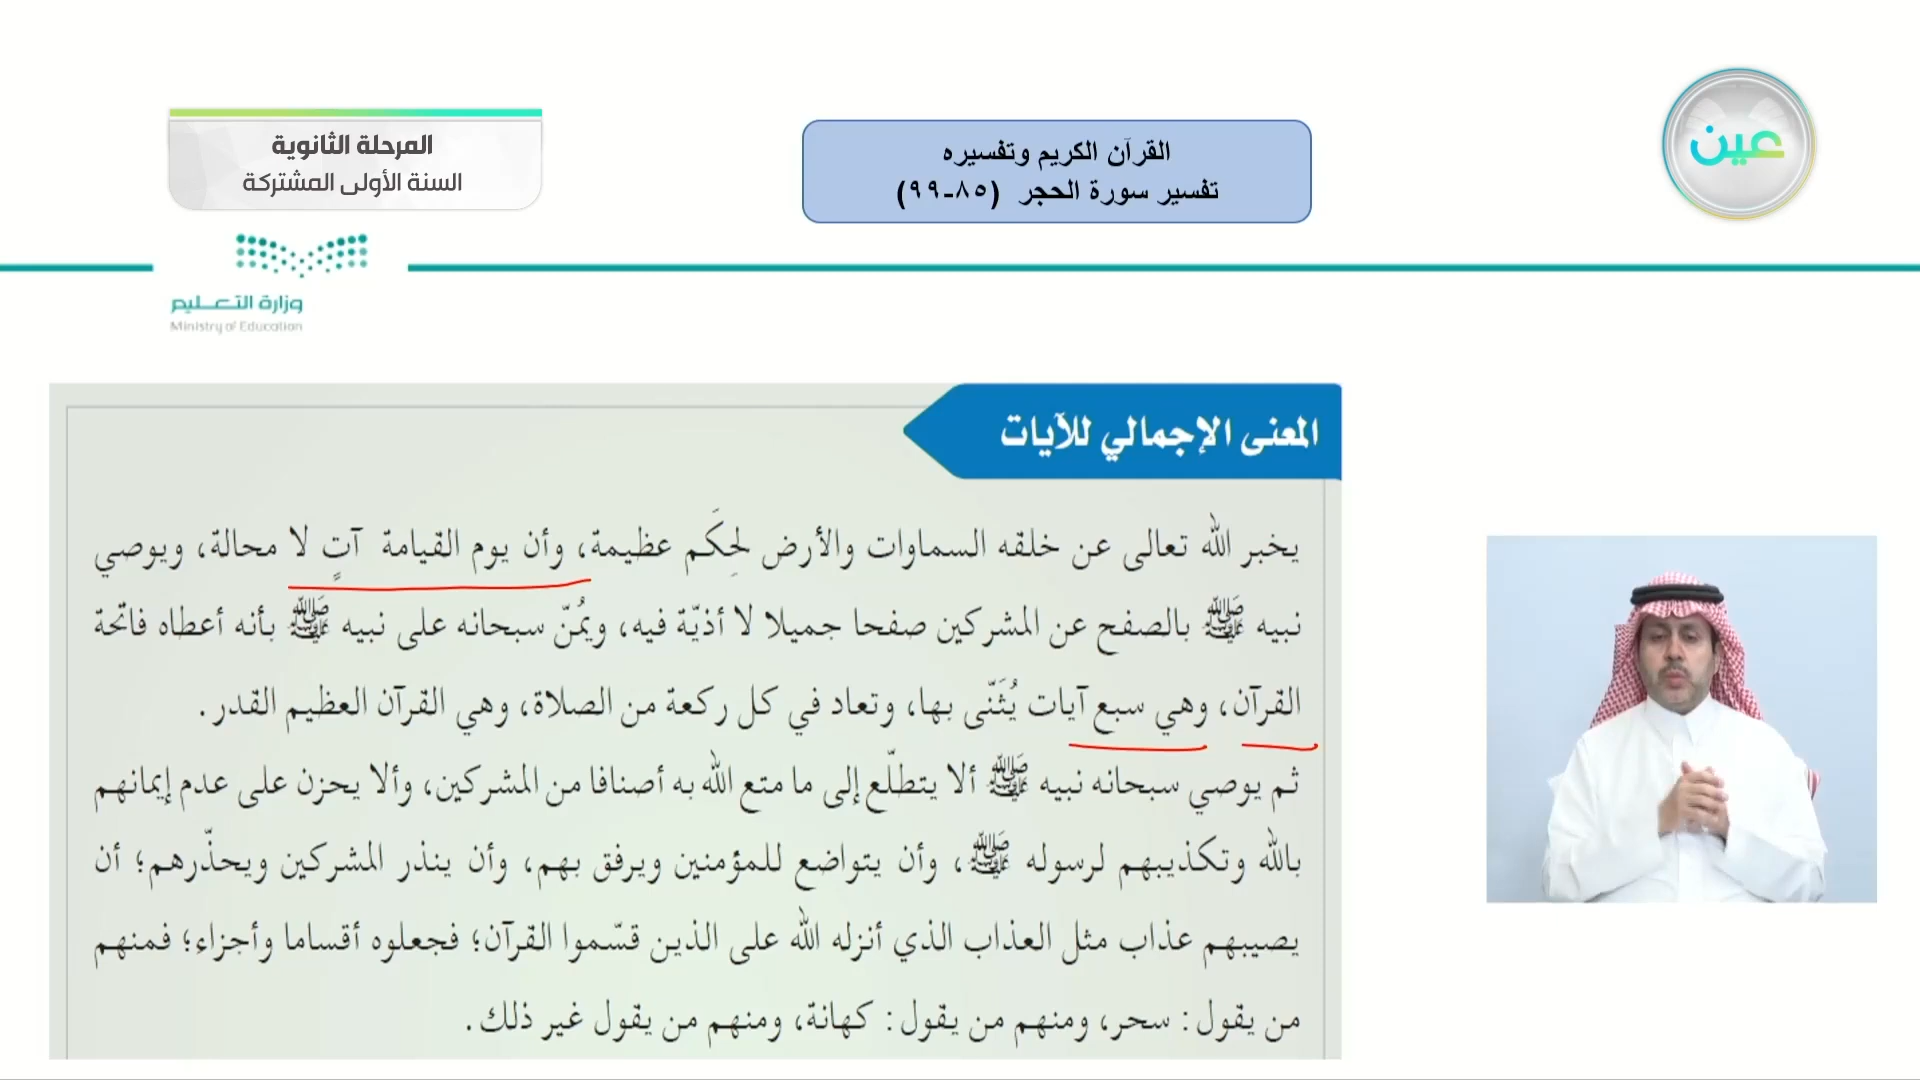 عين
القرآن الكريم وتفسيره
تفسير سورة الحجر (٨٥-٩٩)
المرحلة الثانوية
السنة الأولى المشتركة
وزارة التعـــليم
Ministry of Education
المعنى الإجمالي للآيات
يخبر الله تعالى عن خلقه السماوات والأرض لحِكَم عظيمة، وأن يوم القيامة آتٍ لا محالة، ويوصي
نبيه ﷺ بالصفح عن المشركين صفحا جميلا لا أذيّة فيه، ويمُنّ سبحانه على نبيه ﷺ بأنه أعطاه فاتحة
القرآن، وهي سبع آيات يُثَنّى بها، وتعاد في كل ركعة من الصلاة، وهي القرآن العظيم القدر.
ثم يوصي سبحانه نبيه ﷺ ألا يتطلّع إلى ما متع الله به أصنافا من المشركين، وألا يحزن على عدم إيمانهم
بالله وتكذيبهم لرسوله ﷺ، وأن يتواضع للمؤمنين ويرفق بهم، وأن ينذر المشركين ويحذّرهم؛ أن
يصيبهم عذاب مثل العذاب الذي أنزله الله على الذين قسّموا القرآن؛ فجعلوه أقساما وأجزاء؛ فمنهم
من يقول: سحر، ومنهم من يقول: كهانة، ومنهم من يقول غير ذلك.